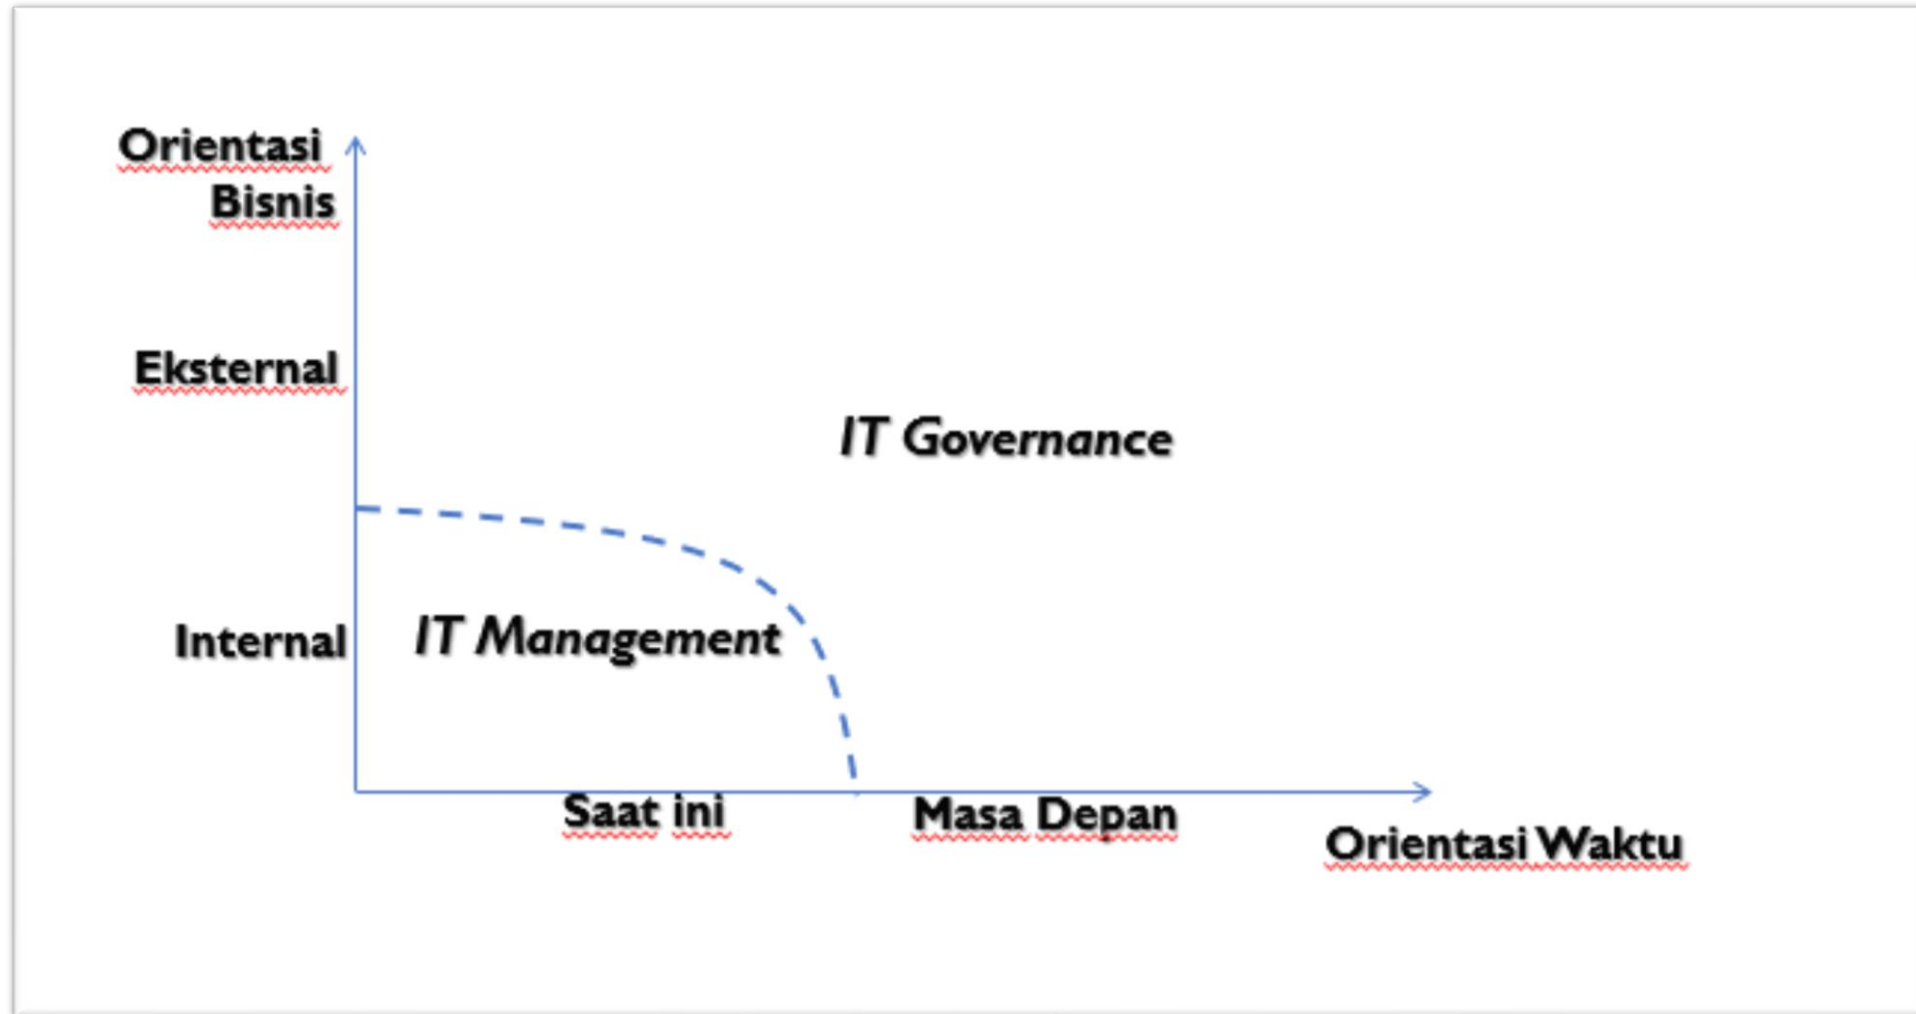 Orientasi
Bisnis
Eksternal
IT Governance
Internal
IT Management
Saat ini
Masa Depan
Orientasi Waktu